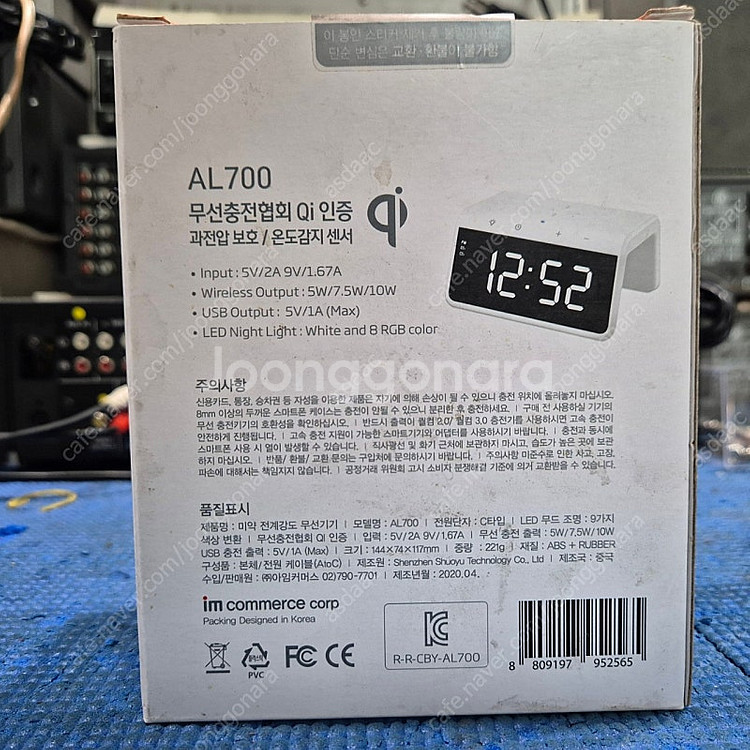 이 봉인 스티커 제거 후 불량이 아닌
단순 변심은 교환 · 환불이 불가함
AL700
무선충전협회 Qi 인증
과전압 보호 / 온도감지 센서
qi
12:52
• Input : 5V/2A 9V/1.67A
• Wireless Output : 5W/7.5W/10W
• USB Output : 5V/1A (Max)
• LED Night Light : White and 8 RGB color
Joonggonara
주의사항
신용카드, 통장, 승차권 등 자성을 이용한 제품은 자기에 의해 손상이 될 수 있으니 충전 위치에 올려놓지 마십시오.
8mm 이상의 두꺼운 스마트폰 케이스는 충전이 안될 수 있으니 분리한 후 충전하세요. | 구매 전 사용하실 기기의
무선 충전기기의 호환성을 확인하십시오. | 반드시 출력이 퀄컴 2.0/ 퀄컴 3.0 충전기를 사용하시면 고속 충전이
안전하게 진행됩니다. | 고속 충전 지원이 가능한 스마트기기와 어댑터를 사용하시기 바랍니다. | 충전과 동시에
스마트폰 사용 시 열이 발생할 수 있습니다. | 직사광선 및 화기 근처에 보관하지 마시고, 습도가 높은 곳에 보관
하지 마십시오. | 반품/ 환불/ 교환 문의는 구입처에 문의하시기 바랍니다. | 주의사항 미준수로 인한 사고, 고장,
파손에 대해서는 책임지지 않습니다. | 공정거래 위원회 고시 소비자 분쟁해결 기준에 의거 교환받을 수 있습니다.
품질표시
제품명 : 미약 전계강도 무선기기 | 모델명 : AL700 | 전원단자 : C타입 | LED 무드 조명 : 9가지
색상 변환 | 무선충전협회 Qi 인증 | 입력 : 5V/2A 9V/1.67A | 무선 충전 출력 : 5W/7.5W/10W
USB 충전 출력 : 5V/1A (Max) | 크기 : 144×74×117mm | 중량 : 221g | 재질 : ABS + RUBBER
구성품 : 본체/전원 케이블(AtoC) | 제조원 : Shenzhen Shuoyu Technology Co., Ltd | 제조국 : 중국
수입/판매원 : ㈜아임커머스 02)790-7701 | 제조년월 : 2020.04.
im commerce corp
Packing Designed in Korea
PVC
FC CE
R-R-CBY-AL700
8 809197 952565
cafe.naver.com/joonggonara
asdaac